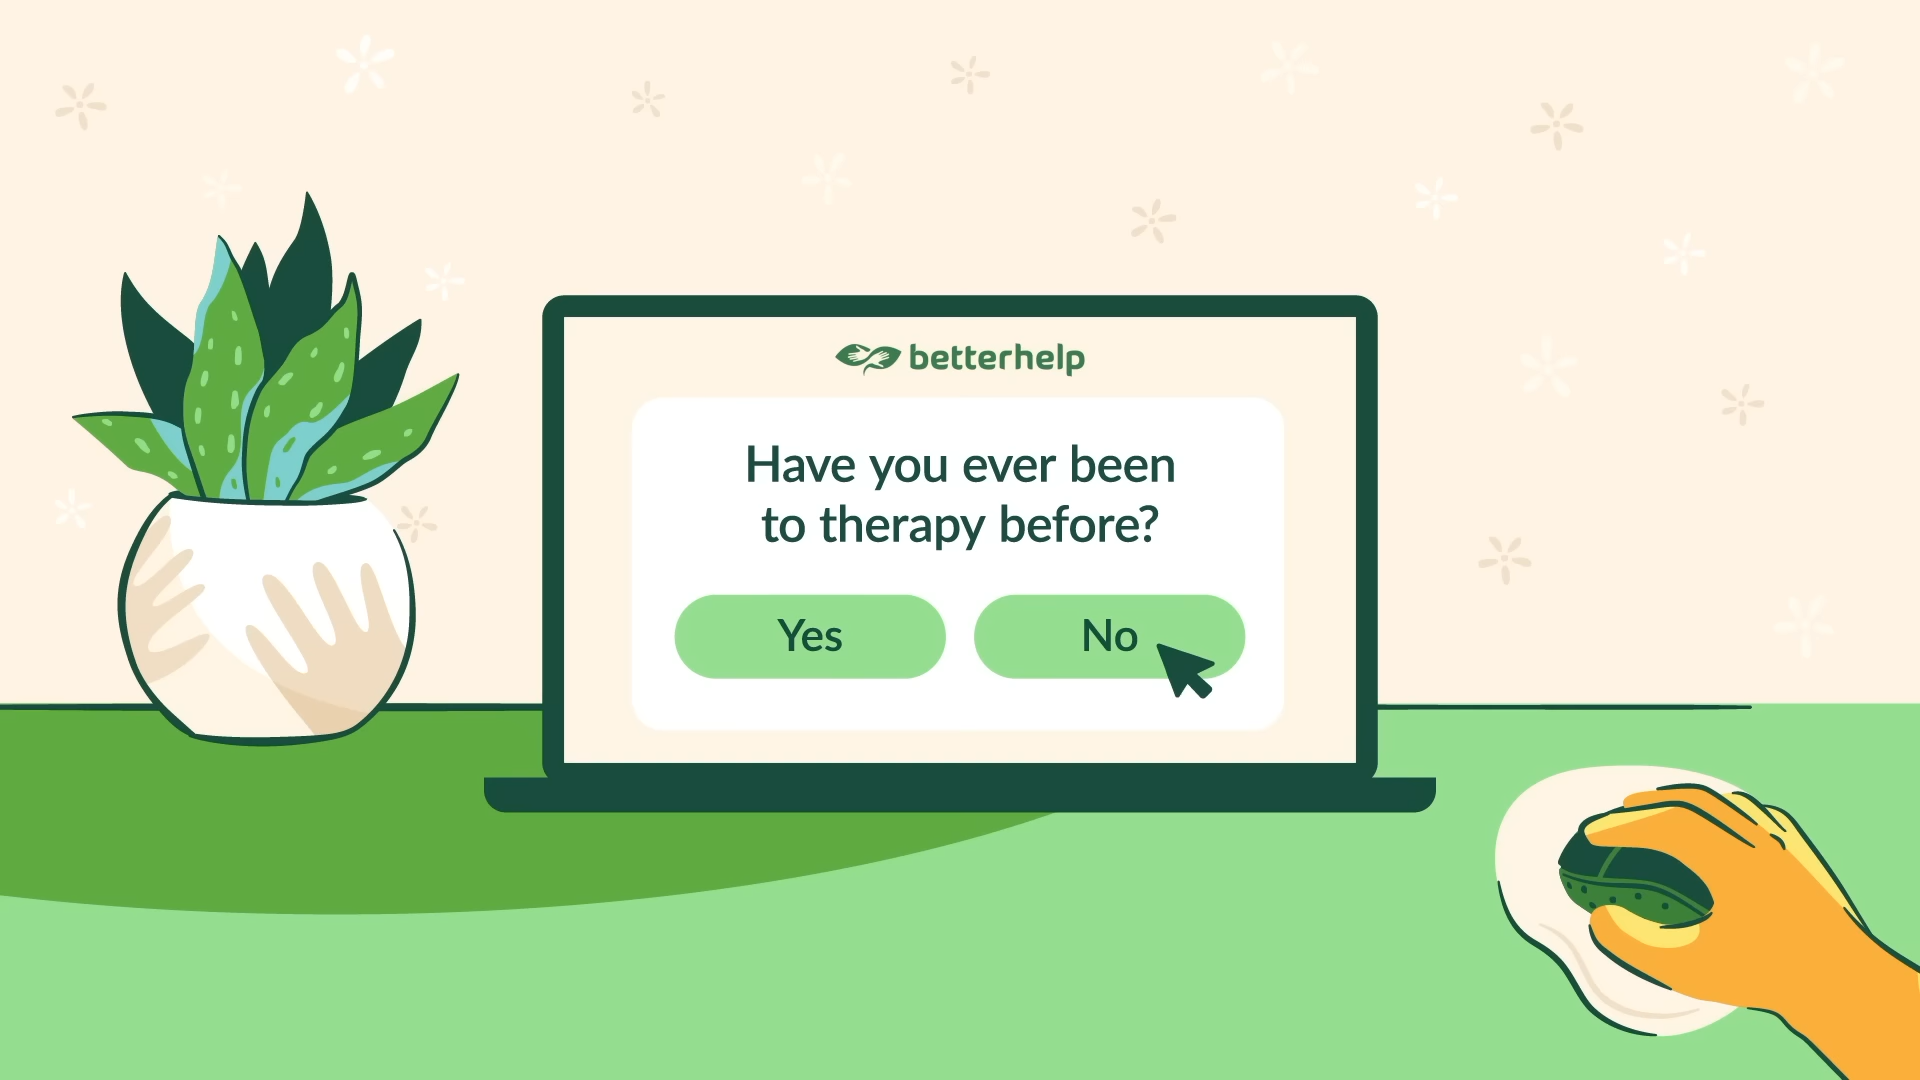 betterhelp
Have you ever been
to therapy before?
Yes
No